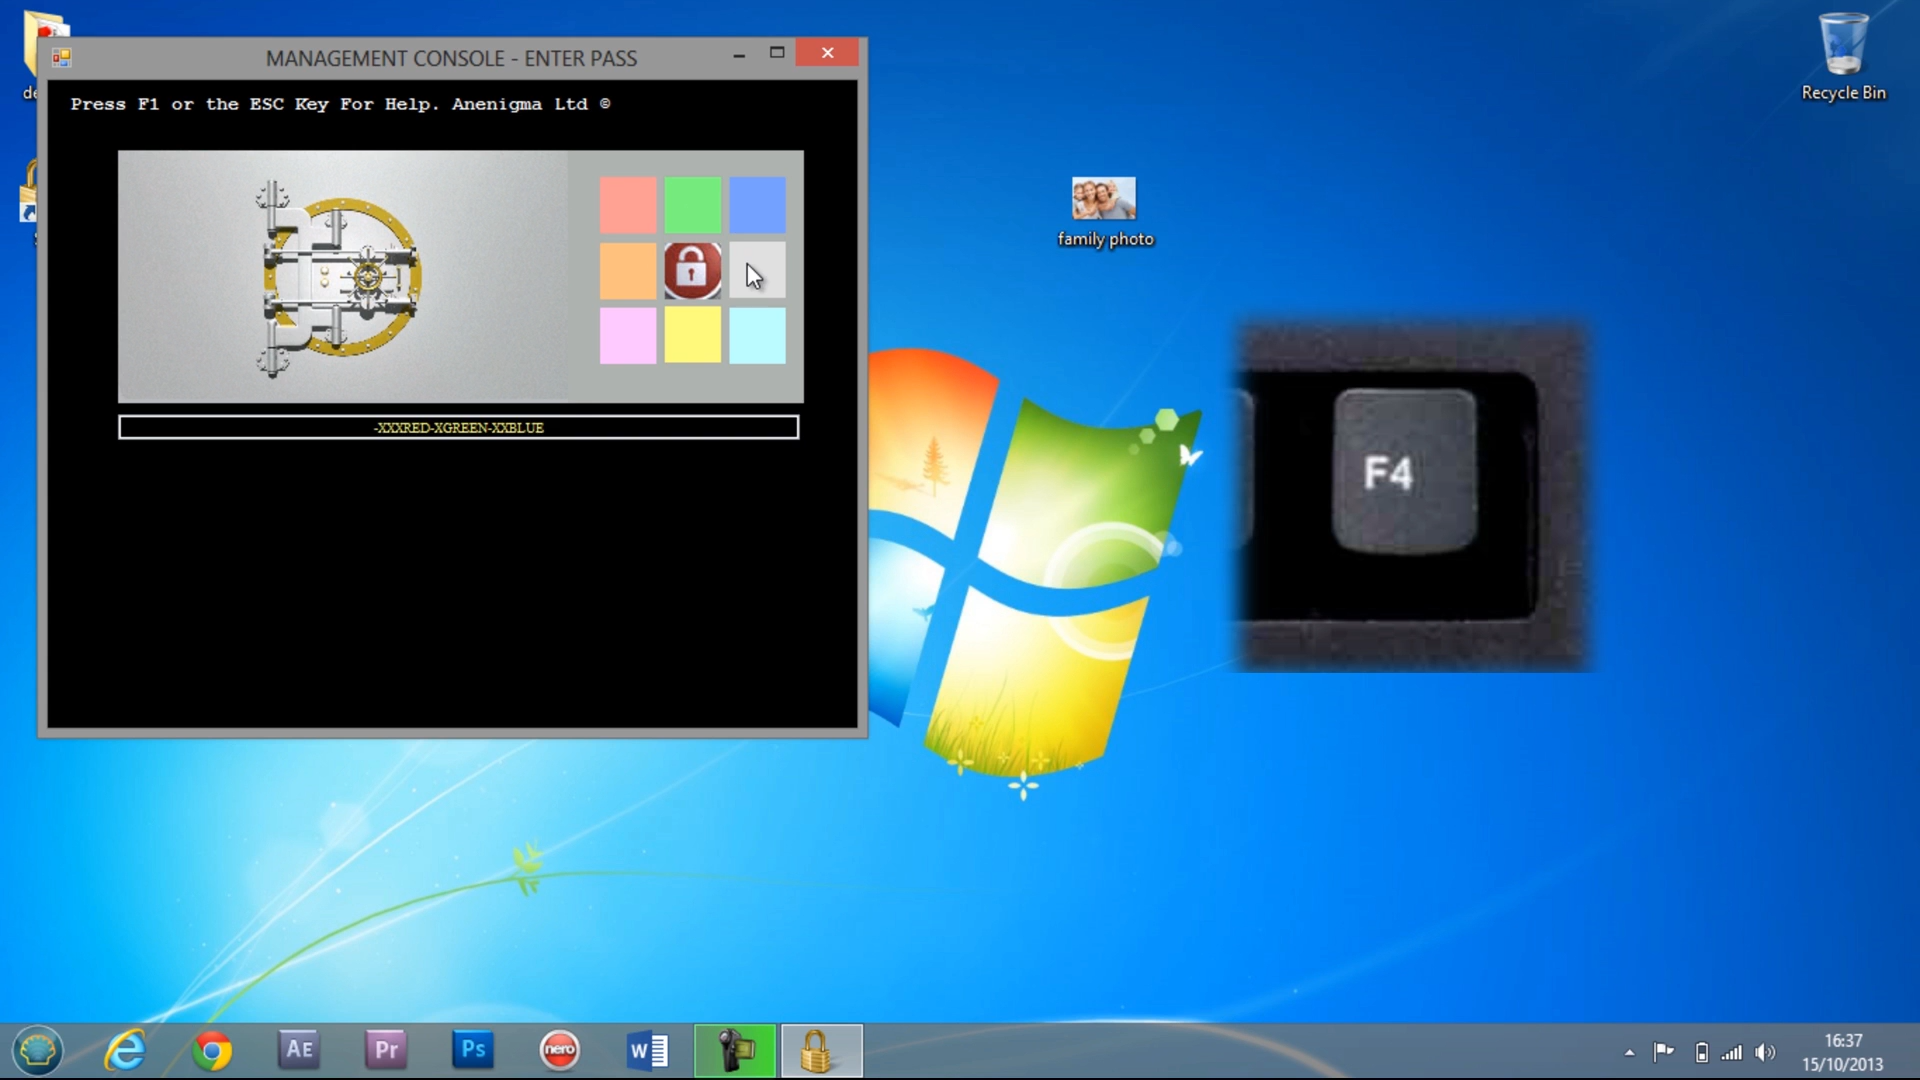 MANAGEMENT CONSOLE - ENTER PASS
Press F1 or the ESC Key For Help. Anenigma Ltd ©
-XXXRED-XGREEN-XXBLUE
de
Recycle Bin
family photo
F4
AE
Pr
Ps
nero
W
16:37
15/10/2013